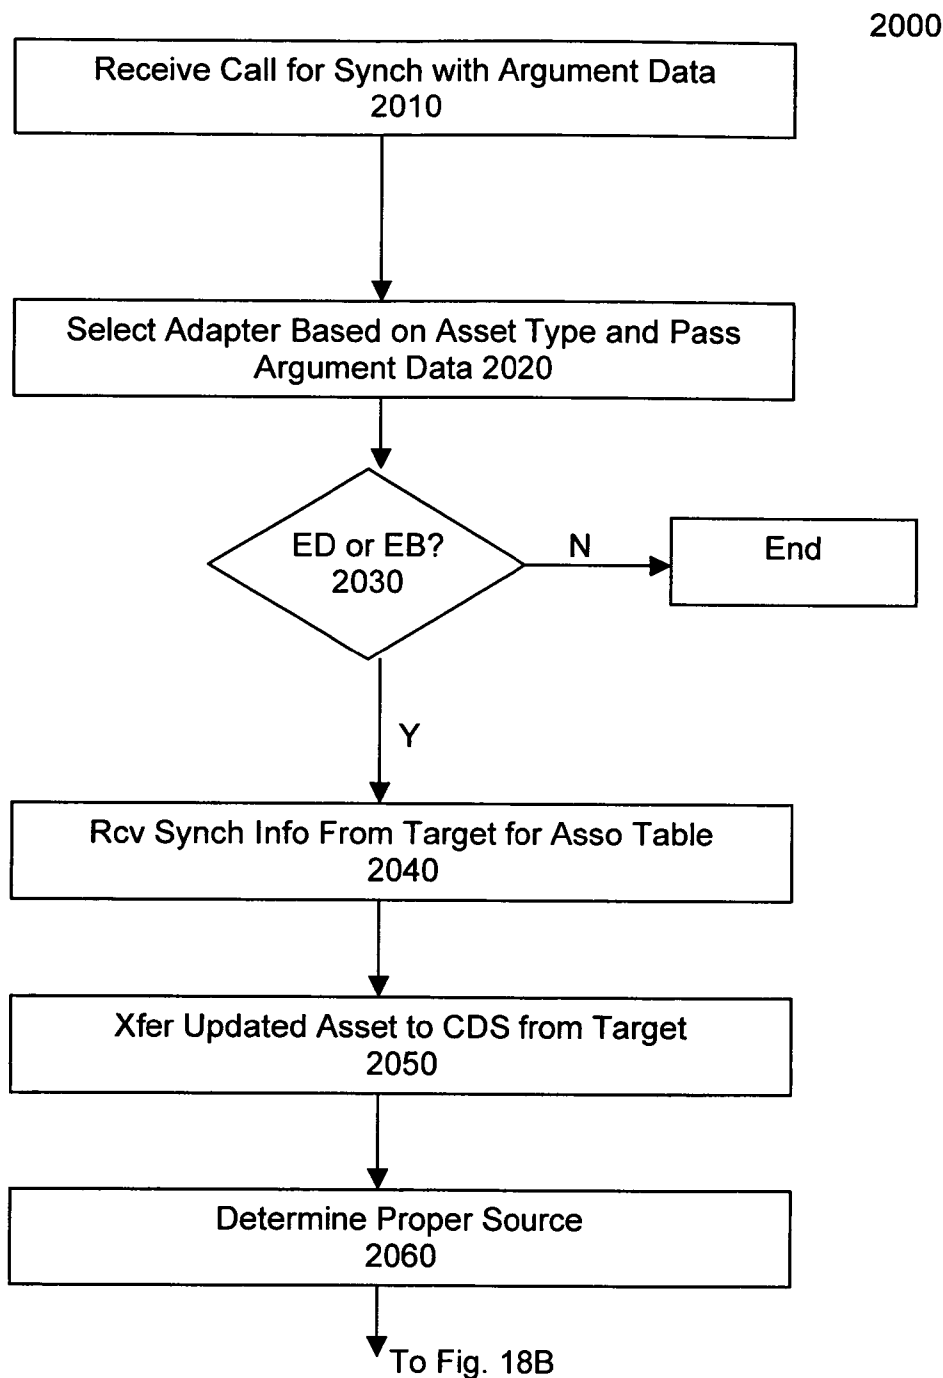 2000
Receive Call for Synch with Argument Data
2010
Select Adapter Based on Asset Type and Pass
Argument Data 2020
ED or EB?
2030
N
End
Y
Rcv Synch Info From Target for Asso Table
2040
Xfer Updated Asset to CDS from Target
2050
Determine Proper Source
2060
To Fig. 18B